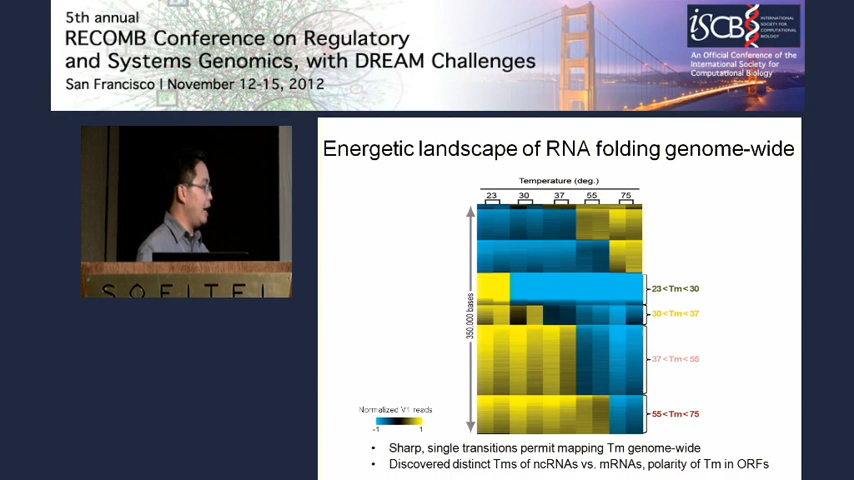 5th annual
RECOMB Conference on Regulatory
and Systems Genomics, with DREAM Challenges
San Francisco | November 12-15, 2012
iSCB
INTERNATIONAL
SOCIETY FOR
COMPUTATIONAL
BIOLOGY
An Official Conference of the
International Society for
Computational Biology
SOFITEL
Energetic landscape of RNA folding genome-wide
Temperature (deg.)
23 30 37 55 75
350,000 bases
23<Tm<30
30<Tm<37
37<Tm<55
55<Tm<75
Normalized V1 reads
-1 1
• Sharp, single transitions permit mapping Tm genome-wide
• Discovered distinct Tms of ncRNAs vs. mRNAs, polarity of Tm in ORFs